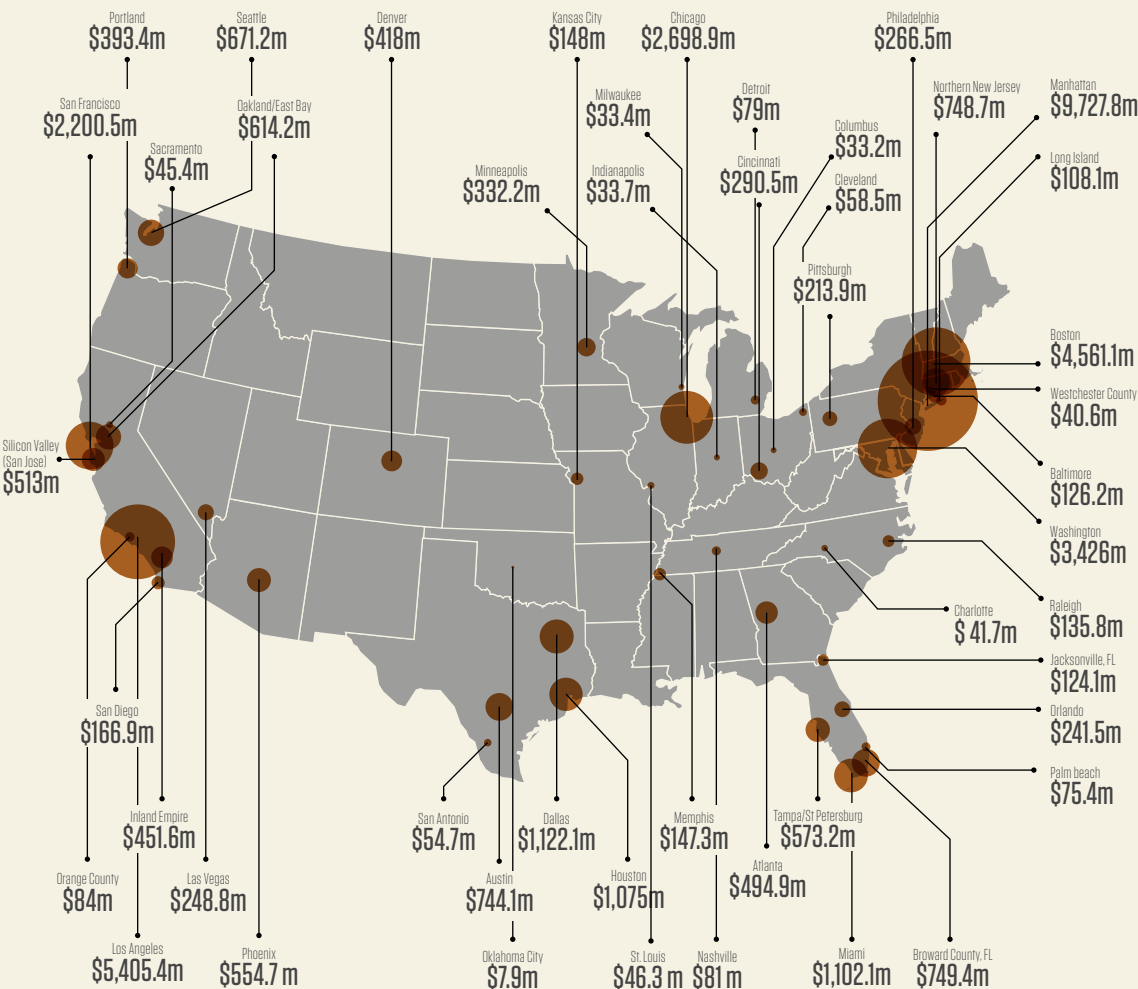 Portland
$393.4m
Seattle
$671.2m
Denver
$418m
Kansas City
$148m
Chicago
$2,698.9m
Philadelphia
$266.5m
San Francisco
$2,200.5m
Oakland/East Bay
$614.2m
Milwaukee
$33.4m
Detroit
$79m
Northern New Jersey
$748.7m
Manhattan
$9,727.8m
Sacramento
$45.4m
Columbus
$33.2m
Minneapolis
$332.2m
Indianapolis
$33.7m
Cincinnati
$290.5m
Cleveland
$58.5m
Long Island
$108.1m
Pittsburgh
$213.9m
Boston
$4,561.1m
Westchester County
$40.6m
Silicon Valley
(San Jose)
$513m
Baltimore
$126.2m
Washington
$3,426m
Charlotte
$ 41.7m
Raleigh
$135.8m
Jacksonville, FL
$124.1m
San Diego
$166.9m
Orlando
$241.5m
Palm beach
$75.4m
Inland Empire
$451.6m
San Antonio
$54.7m
Dallas
$1,122.1m
Memphis
$147.3m
Tampa/St Petersburg
$573.2m
Orange County
$84m
Las Vegas
$248.8m
Austin
$744.1m
Houston
$1,075m
Atlanta
$494.9m
Los Angeles
$5,405.4m
Phoenix
$554.7 m
Oklahoma City
$7.9m
St. Louis
$46.3 m
Nashville
$81 m
Miami
$1,102.1m
Broward County, FL
$749.4m